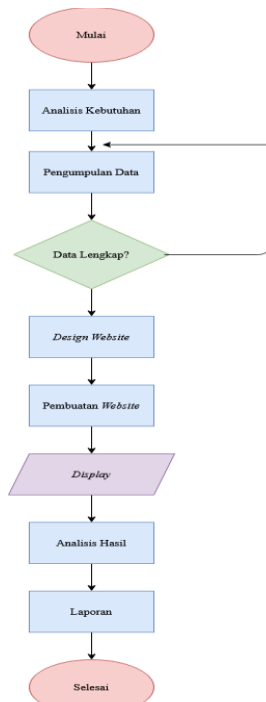 Mulai
Analisis Kebutuhan
Pengumpulan Data
Data Lengkap?
Design Website
Pembuatan Website
Display
Analisis Hasil
Laporan
Selesai